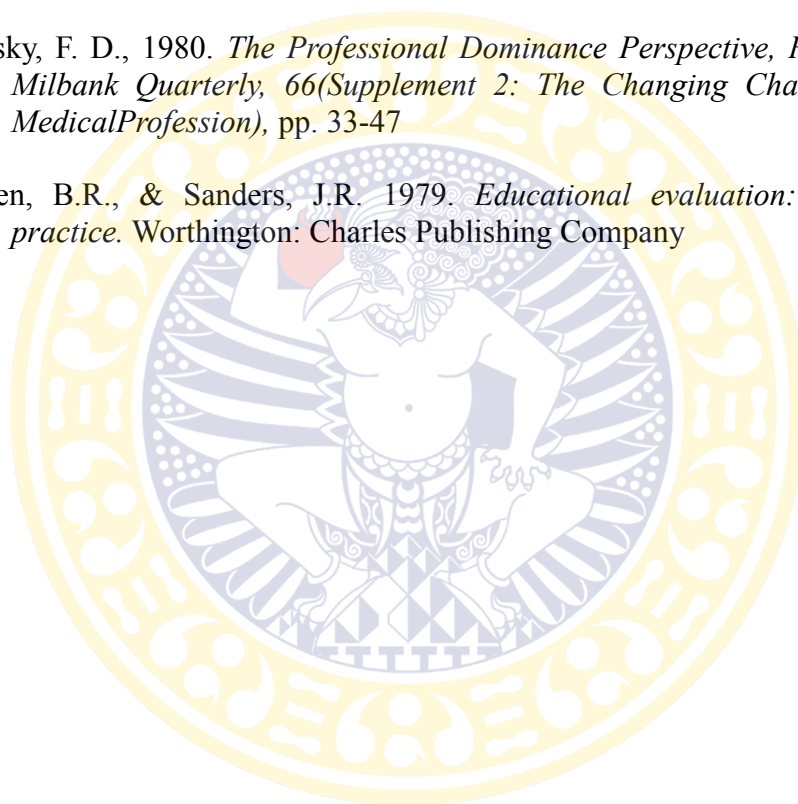 sky, F. D., 1980. The Professional Dominance Perspective,
Milbank Quarterly, 66(Supplement 2: The Changing Cha
MedicalProfession), pp. 33-47
en, B.R., & Sanders, J.R. 1979. Educational evaluation:
practice. Worthington: Charles Publishing Company